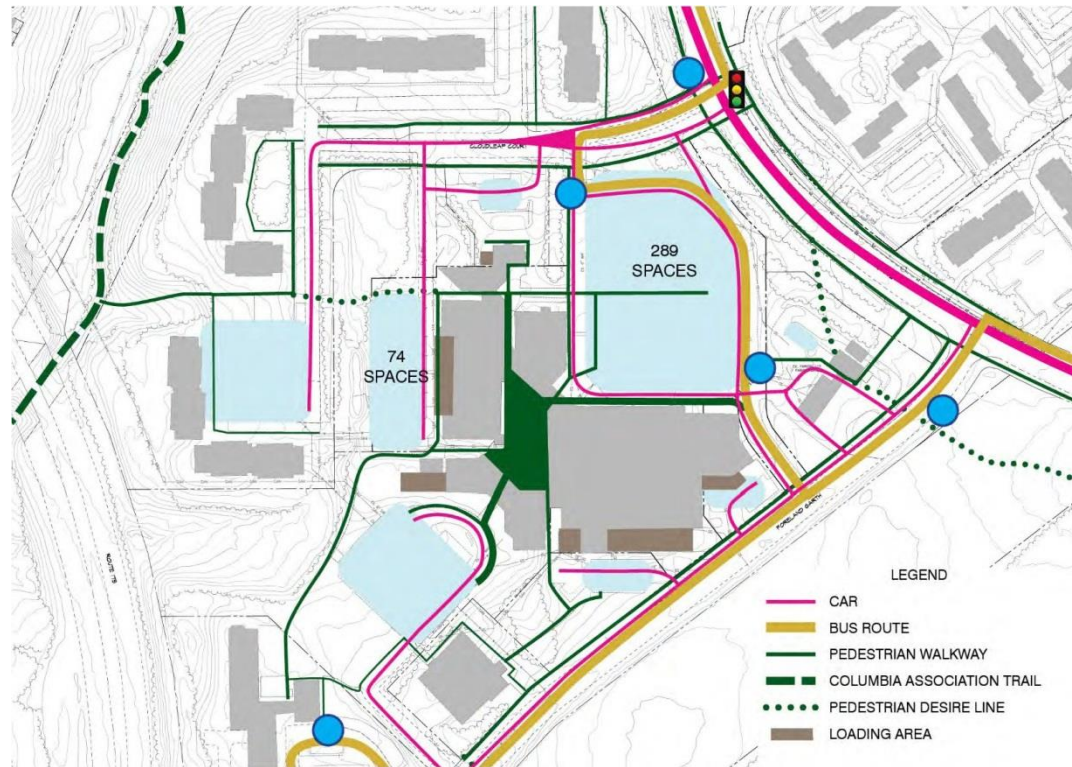 CLOUDLEAP COURT
289
SPACES
74
SPACES
FORELAND GARTH
ROUTE 175
LEGEND
CAR
BUS ROUTE
PEDESTRIAN WALKWAY
COLUMBIA ASSOCIATION TRAIL
PEDESTRIAN DESIRE LINE
LOADING AREA